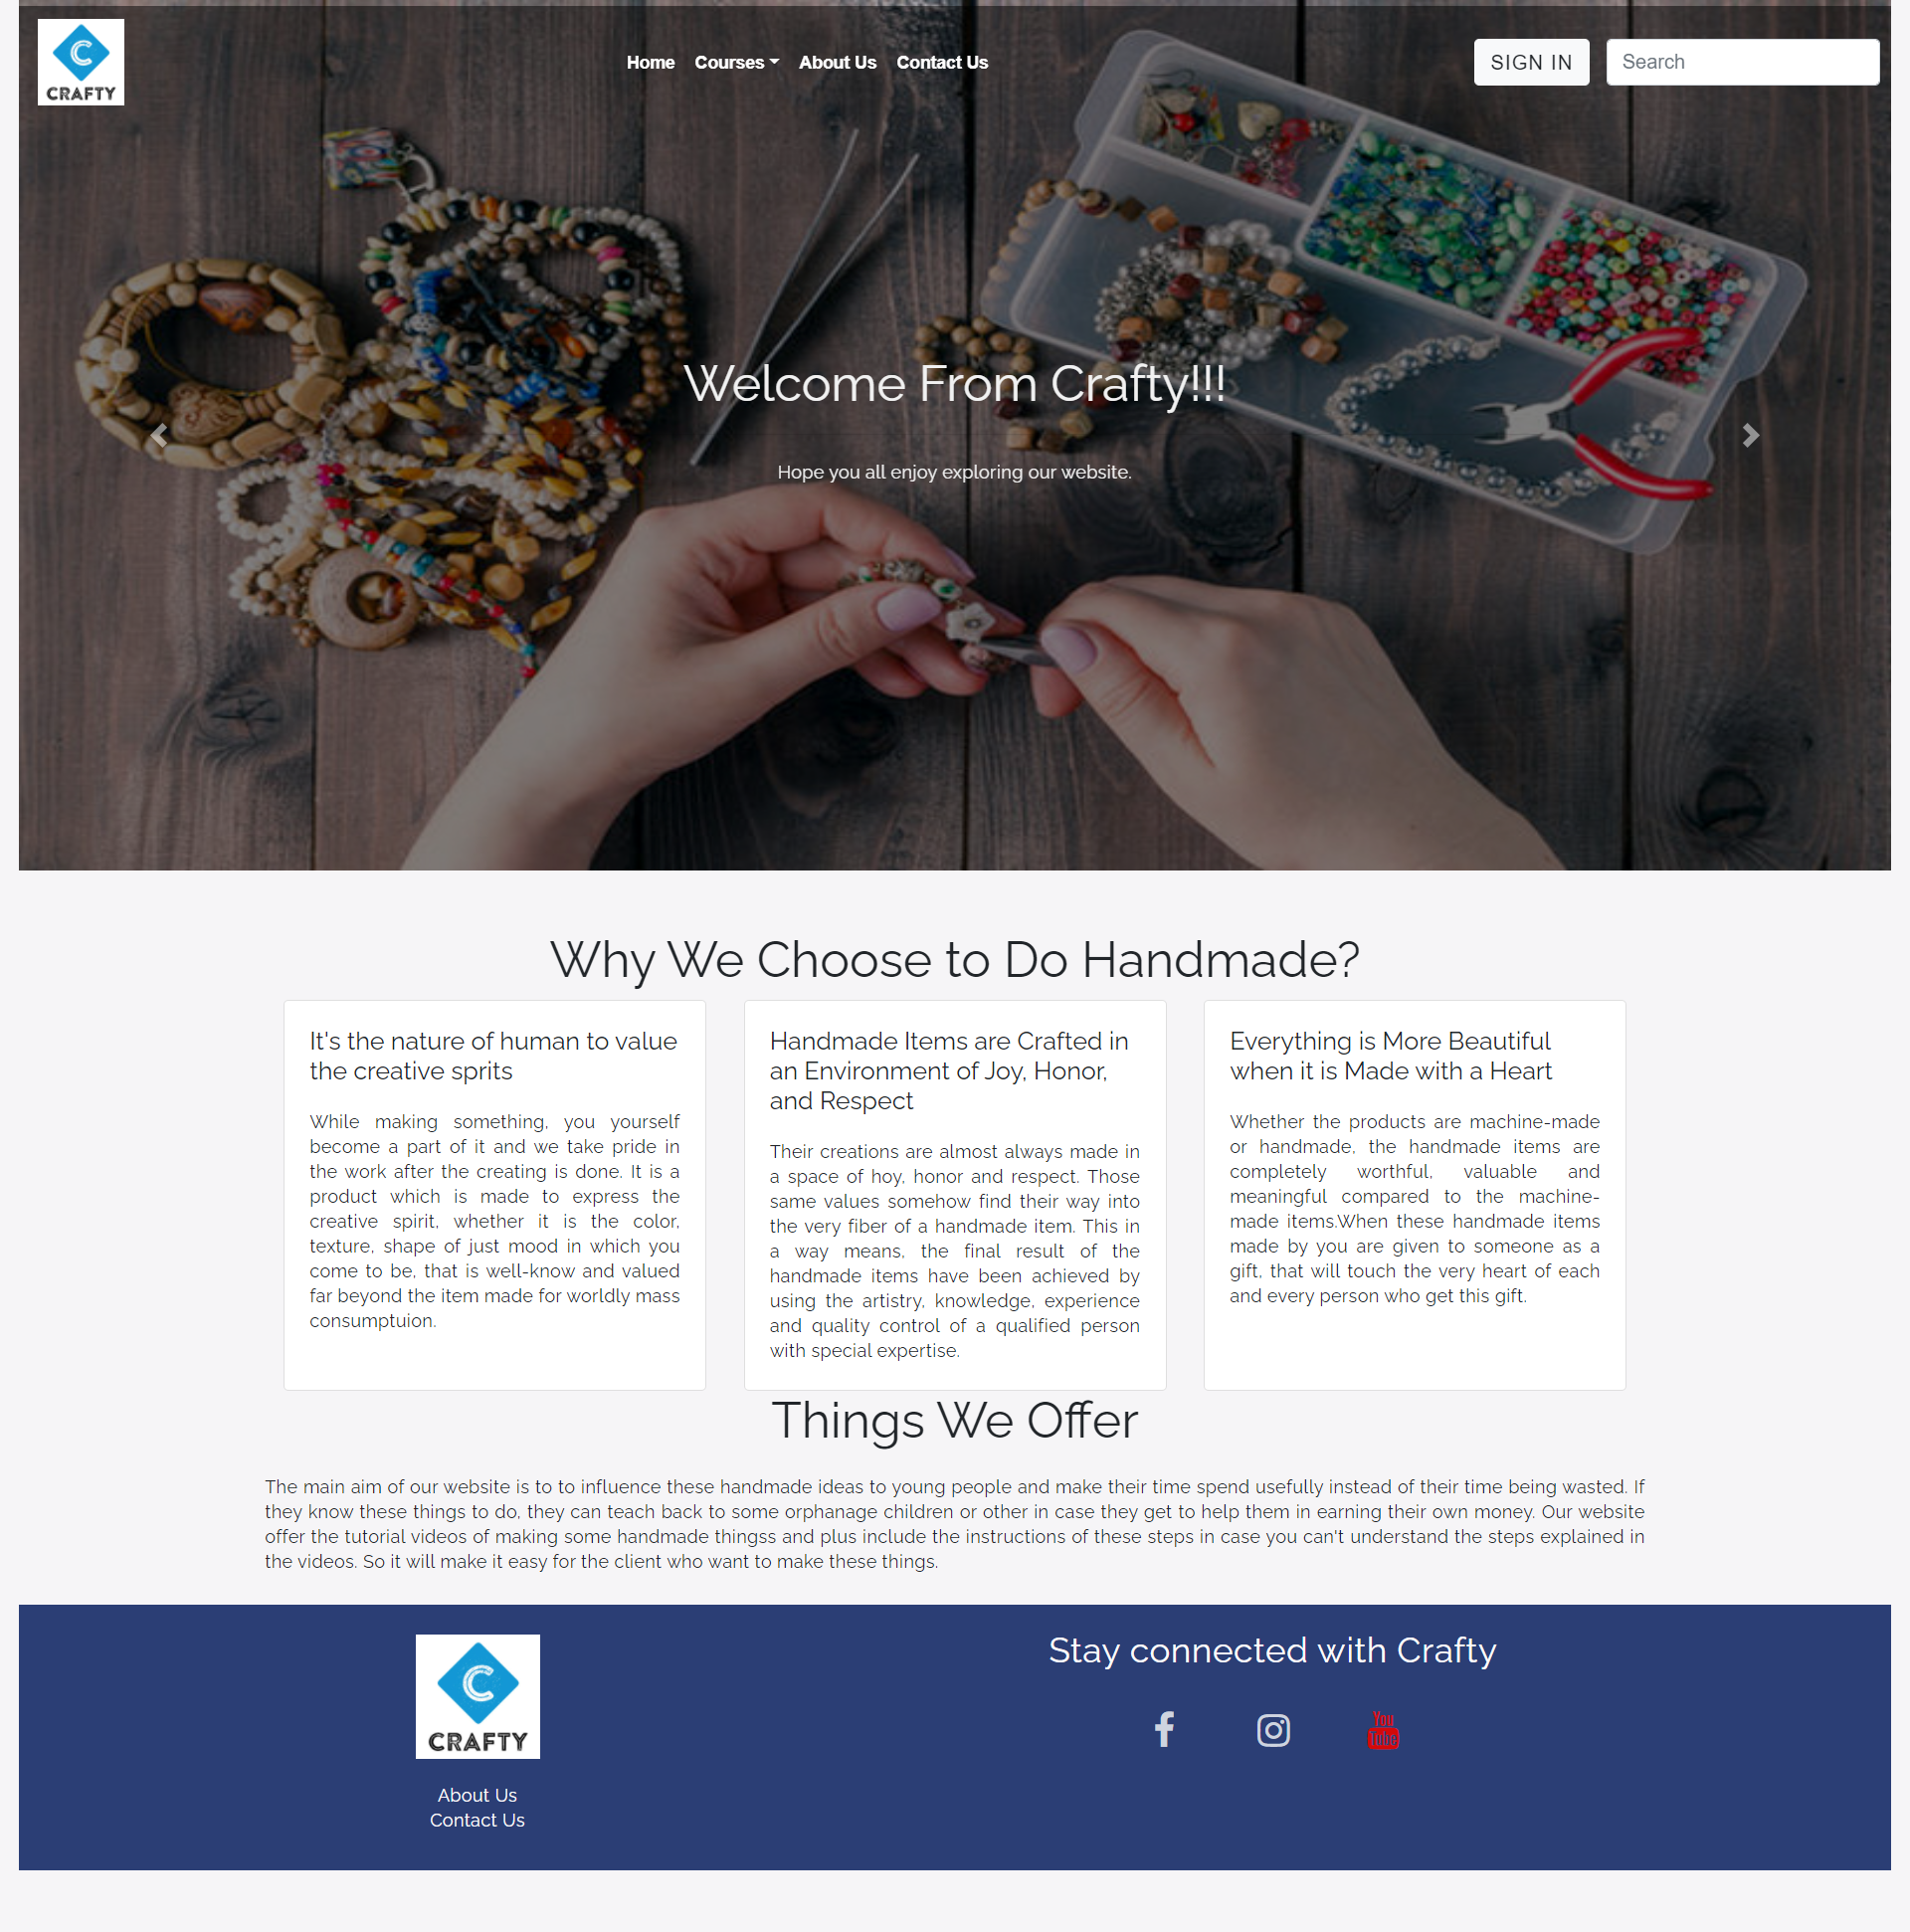 C
CRAFTY
Home Courses About Us Contact Us
SIGN IN
Search
Welcome From Crafty!!!
Hope you all enjoy exploring our website.
Why We Choose to Do Handmade?
It's the nature of human to value
the creative sprits
While making something, you yourself
become a part of it and we take pride in
the work after the creating is done. It is a
product which is made to express the
creative spirit, whether it is the color,
texture, shape of just mood in which you
come to be, that is well-know and valued
far beyond the item made for worldly mass
consumptuion.
Handmade Items are Crafted in
an Environment of Joy, Honor,
and Respect
Their creations are almost always made in
a space of hoy, honor and respect. Those
same values somehow find their way into
the very fiber of a handmade item. This in
a way means, the final result of the
handmade items have been achieved by
using the artistry, knowledge, experience
and quality control of a qualified person
with special expertise.
Everything is More Beautiful
when it is Made with a Heart
Whether the products are machine-made
or handmade, the handmade items are
completely worthful, valuable and
meaningful compared to the machine-
made items.When these handmade items
made by you are given to someone as a
gift, that will touch the very heart of each
and every person who get this gift.
Things We Offer
The main aim of our website is to to influence these handmade ideas to young people and make their time spend usefully instead of their time being wasted. If
they know these things to do, they can teach back to some orphanage children or other in case they get to help them in earning their own money. Our website
offer the tutorial videos of making some handmade thingss and plus include the instructions of these steps in case you can't understand the steps explained in
the videos. So it will make it easy for the client who want to make these things.
C
CRAFTY
About Us
Contact Us
Stay connected with Crafty
You
Tube